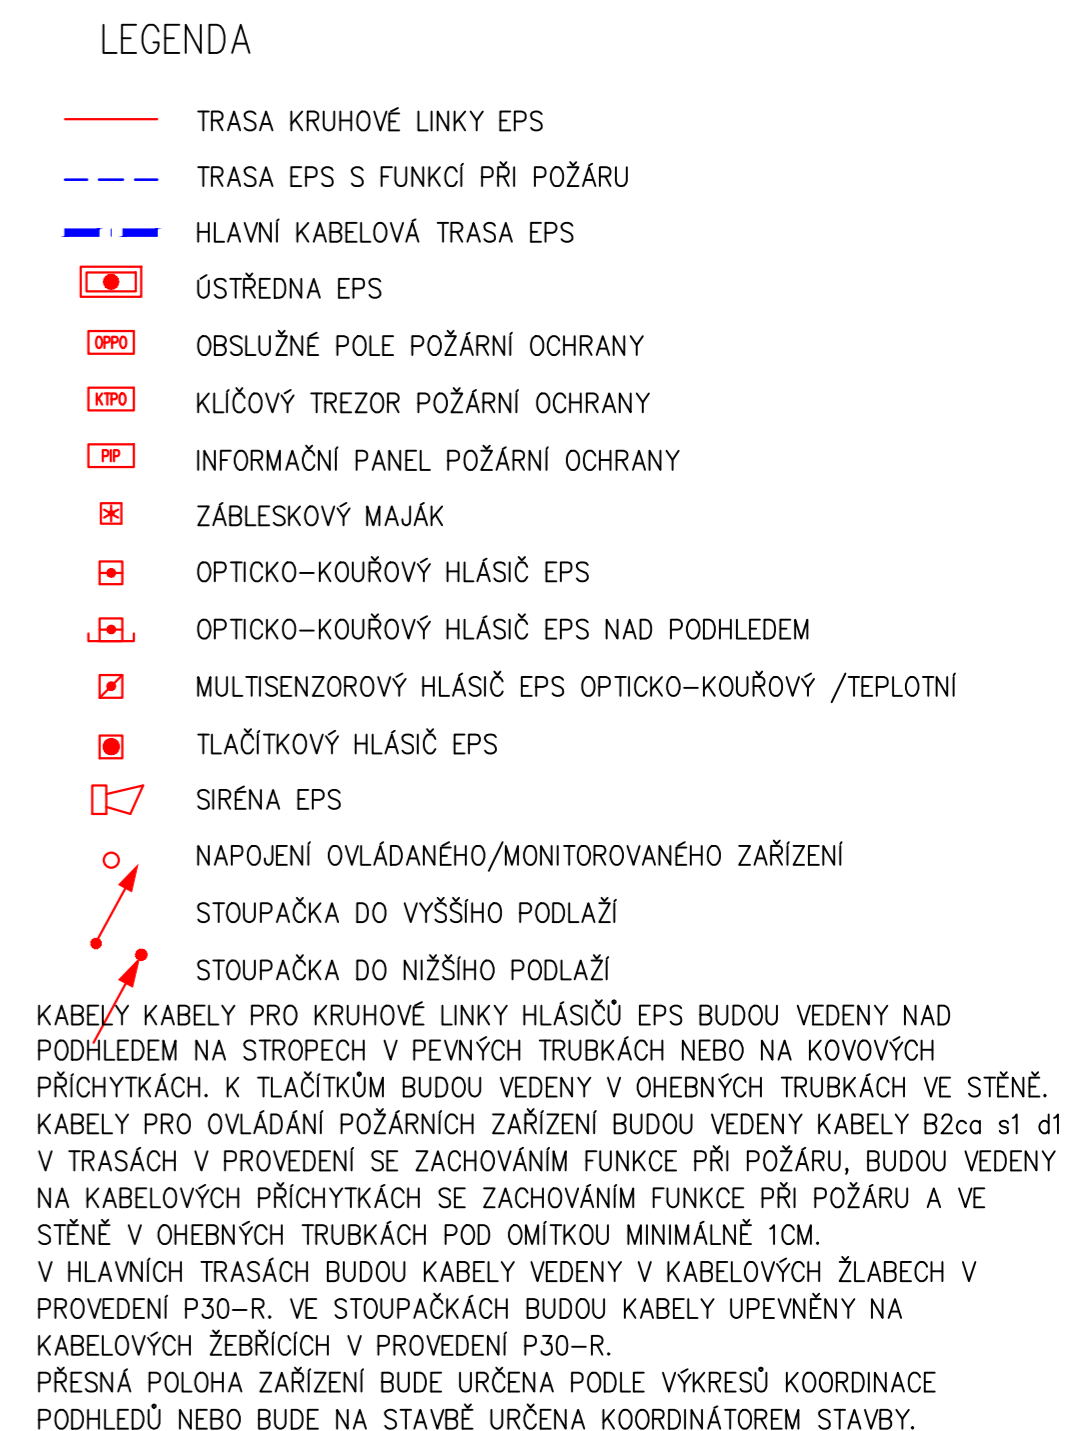 LEGENDA
TRASA KRUHOVÉ LINKY EPS
TRASA EPS S FUNKCÍ PŘI POŽÁRU
HLAVNÍ KABELOVÁ TRASA EPS
ÚSTŘEDNA EPS
OPPO OBSLUŽNÉ POLE POŽÁRNÍ OCHRANY
KTPO KLÍČOVÝ TREZOR POŽÁRNÍ OCHRANY
PIP INFORMAČNÍ PANEL POŽÁRNÍ OCHRANY
ZÁBLESKOVÝ MAJÁK
OPTICKO-KOUŘOVÝ HLÁSIČ EPS
OPTICKO-KOUŘOVÝ HLÁSIČ EPS NAD PODHLEDEM
MULTISENZOROVÝ HLÁSIČ EPS OPTICKO-KOUŘOVÝ /TEPLOTNÍ
TLAČÍTKOVÝ HLÁSIČ EPS
SIRÉNA EPS
NAPOJENÍ OVLÁDANÉHO/MONITOROVANÉHO ZAŘÍZENÍ
STOUPAČKA DO VYŠŠÍHO PODLAŽÍ
STOUPAČKA DO NIŽŠÍHO PODLAŽÍ
KABELY KABELY PRO KRUHOVÉ LINKY HLÁSIČŮ EPS BUDOU VEDENY NAD
PODHLEDEM NA STROPECH V PEVNÝCH TRUBKÁCH NEBO NA KOVOVÝCH
PŘÍCHYTKÁCH. K TLAČÍTKŮM BUDOU VEDENY V OHEBNÝCH TRUBKÁCH VE STĚNĚ.
KABELY PRO OVLÁDÁNÍ POŽÁRNÍCH ZAŘÍZENÍ BUDOU VEDENY KABELY B2ca s1 d1
V TRASÁCH V PROVEDENÍ SE ZACHOVÁNÍM FUNKCE PŘI POŽÁRU, BUDOU VEDENY
NA KABELOVÝCH PŘÍCHYTKÁCH SE ZACHOVÁNÍM FUNKCE PŘI POŽÁRU A VE
STĚNĚ V OHEBNÝCH TRUBKÁCH POD OMÍTKOU MINIMÁLNĚ 1CM.
V HLAVNÍCH TRASÁCH BUDOU KABELY VEDENY V KABELOVÝCH ŽLABECH V
PROVEDENÍ P30-R. VE STOUPAČKÁCH BUDOU KABELY UPEVNĚNY NA
KABELOVÝCH ŽEBŘÍCÍCH V PROVEDENÍ P30-R.
PŘESNÁ POLOHA ZAŘÍZENÍ BUDE URČENA PODLE VÝKRESŮ KOORDINACE
PODHLEDŮ NEBO BUDE NA STAVBĚ URČENA KOORDINÁTOREM STAVBY.